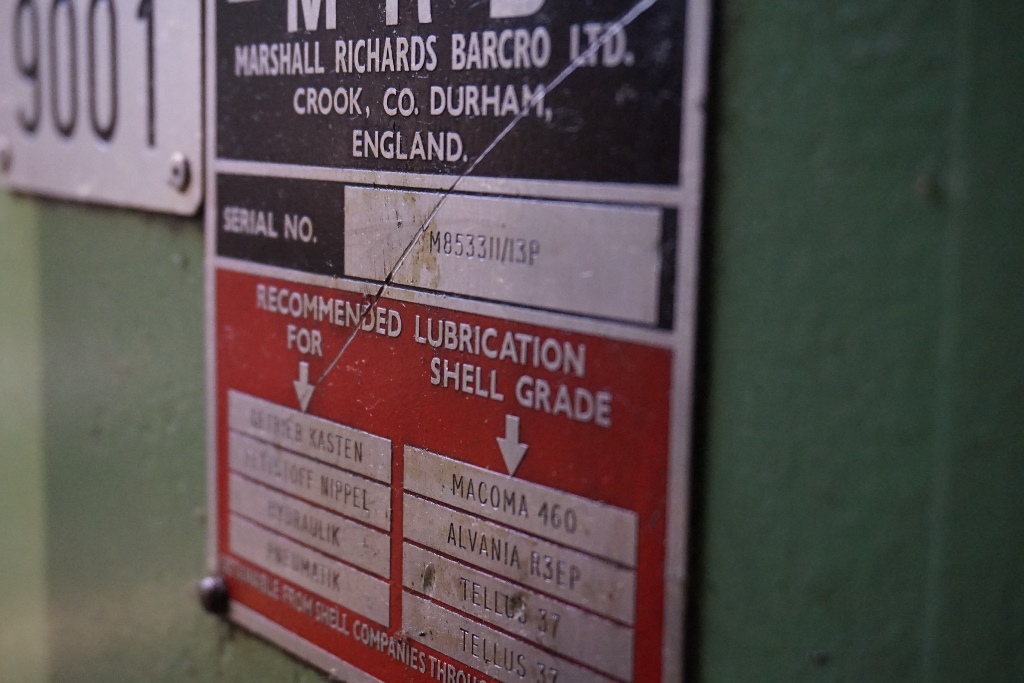 9001
M R B
MARSHALL RICHARDS BARCRO LTD.
CROOK, CO. DURHAM,
ENGLAND.
SERIAL NO. M853311/13P
RECOMMENDED LUBRICATION
FOR
SHELL GRADE
GETRIEB KASTEN MACOMA 460
NIPPEL ALVANIA R3EP
HYDRAULIK TELLUS 37
PNEUMATIK TELLUS 37
FROM SHELL COMPANIES